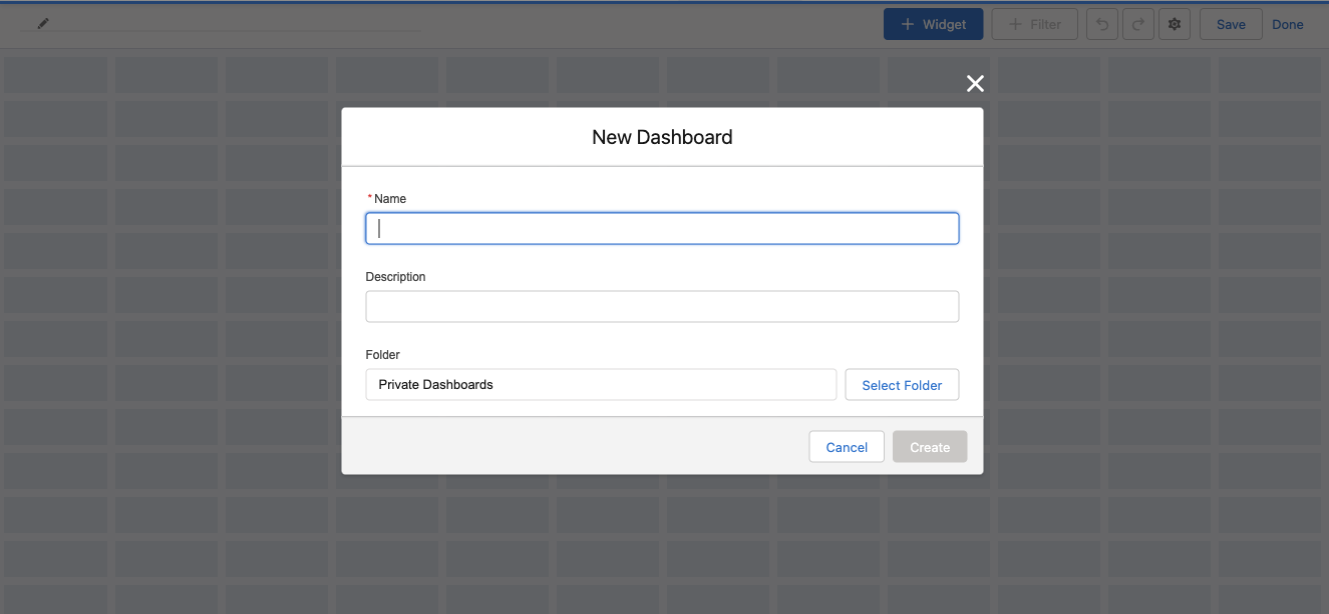 + Widget + Filter Save Done
New Dashboard
* Name
Description
Folder
Private Dashboards Select Folder
Cancel Create